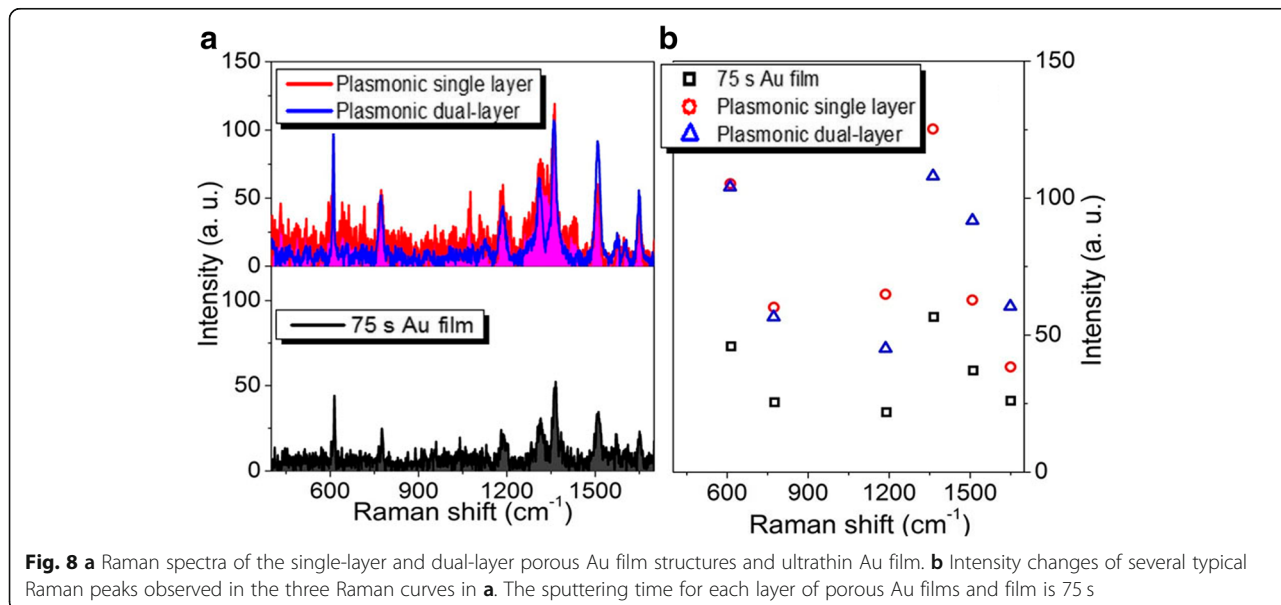 a
b
150
Plasmonic single layer
Plasmonic dual-layer
100
50
0
100
75 s Au film
50
0
Intensity (a. u.)
600 900 1200 1500
Raman shift (cm⁻¹)
75 s Au film
Plasmonic single layer
Plasmonic dual-layer
150
100
50
0
Intensity (a. u.)
600 900 1200 1500
Raman shift (cm⁻¹)
Fig. 8 a Raman spectra of the single-layer and dual-layer porous Au film structures and ultrathin Au film. b Intensity changes of several typical
Raman peaks observed in the three Raman curves in a. The sputtering time for each layer of porous Au films and film is 75 s